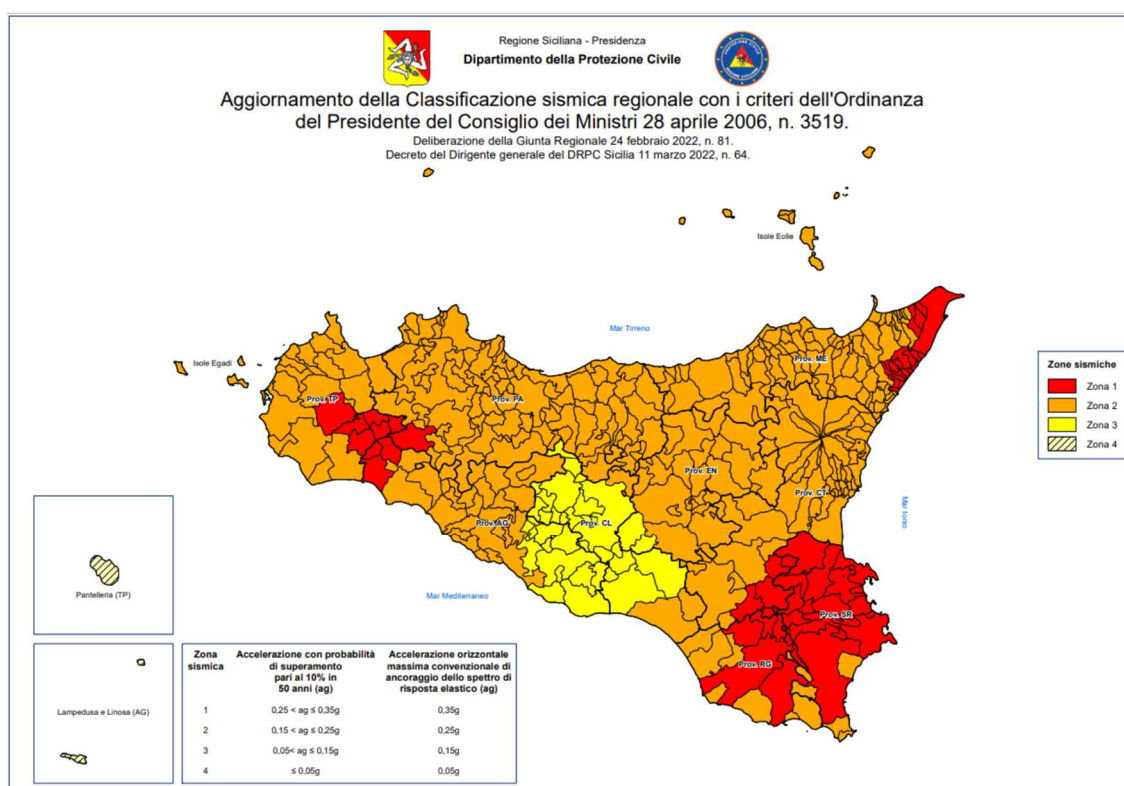 Regione Siciliana - Presidenza
Dipartimento della Protezione Civile
Aggiornamento della Classificazione sismica regionale con i criteri dell'Ordinanza
del Presidente del Consiglio dei Ministri 28 aprile 2006, n. 3519.
Deliberazione della Giunta Regionale 24 febbraio 2022, n. 81.
Decreto del Dirigente generale del DRPC Sicilia 11 marzo 2022, n. 64.
Isole Eolie
Mar Tirreno
Isole Egadi
Prov. ME
Prov. TP
Prov. PA
Prov. EN
Prov. CT
Prov. AG
Prov. CL
Mar Ionio
Mar Mediterraneo
Prov. SR
Prov. RG
Zone sismiche
Zona 1
Zona 2
Zona 3
Zona 4
Pantelleria (TP)
Lampedusa e Linosa (AG)
Zona sismica
Accelerazione con probabilità di superamento pari al 10% in 50 anni (ag)
Accelerazione orizzontale massima convenzionale di ancoraggio dello spettro di risposta elastico (ag)
1 0,25 < ag ≤ 0,35g 0,35g
2 0,15 < ag ≤ 0,25g 0,25g
3 0,05< ag ≤ 0,15g 0,15g
4 ≤ 0,05g 0,05g